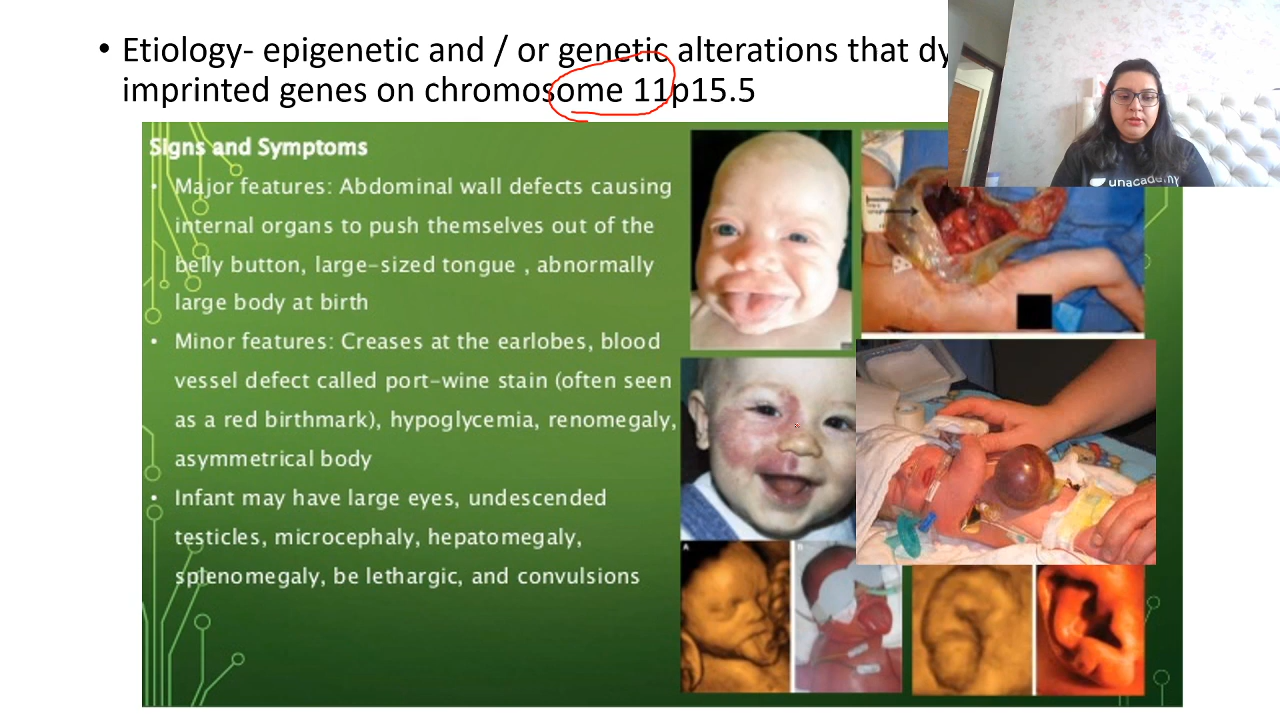 • Etiology- epigenetic and / or genetic alterations that dy
imprinted genes on chromosome 11p15.5
Signs and Symptoms
• Major features: Abdominal wall defects causing
internal organs to push themselves out of the
belly button, large-sized tongue , abnormally
large body at birth
• Minor features: Creases at the earlobes, blood
vessel defect called port-wine stain (often seen
as a red birthmark), hypoglycemia, renomegaly,
asymmetrical body
• Infant may have large eyes, undescended
testicles, microcephaly, hepatomegaly,
splenomegaly, be lethargic, and convulsions
unacademy
A
B